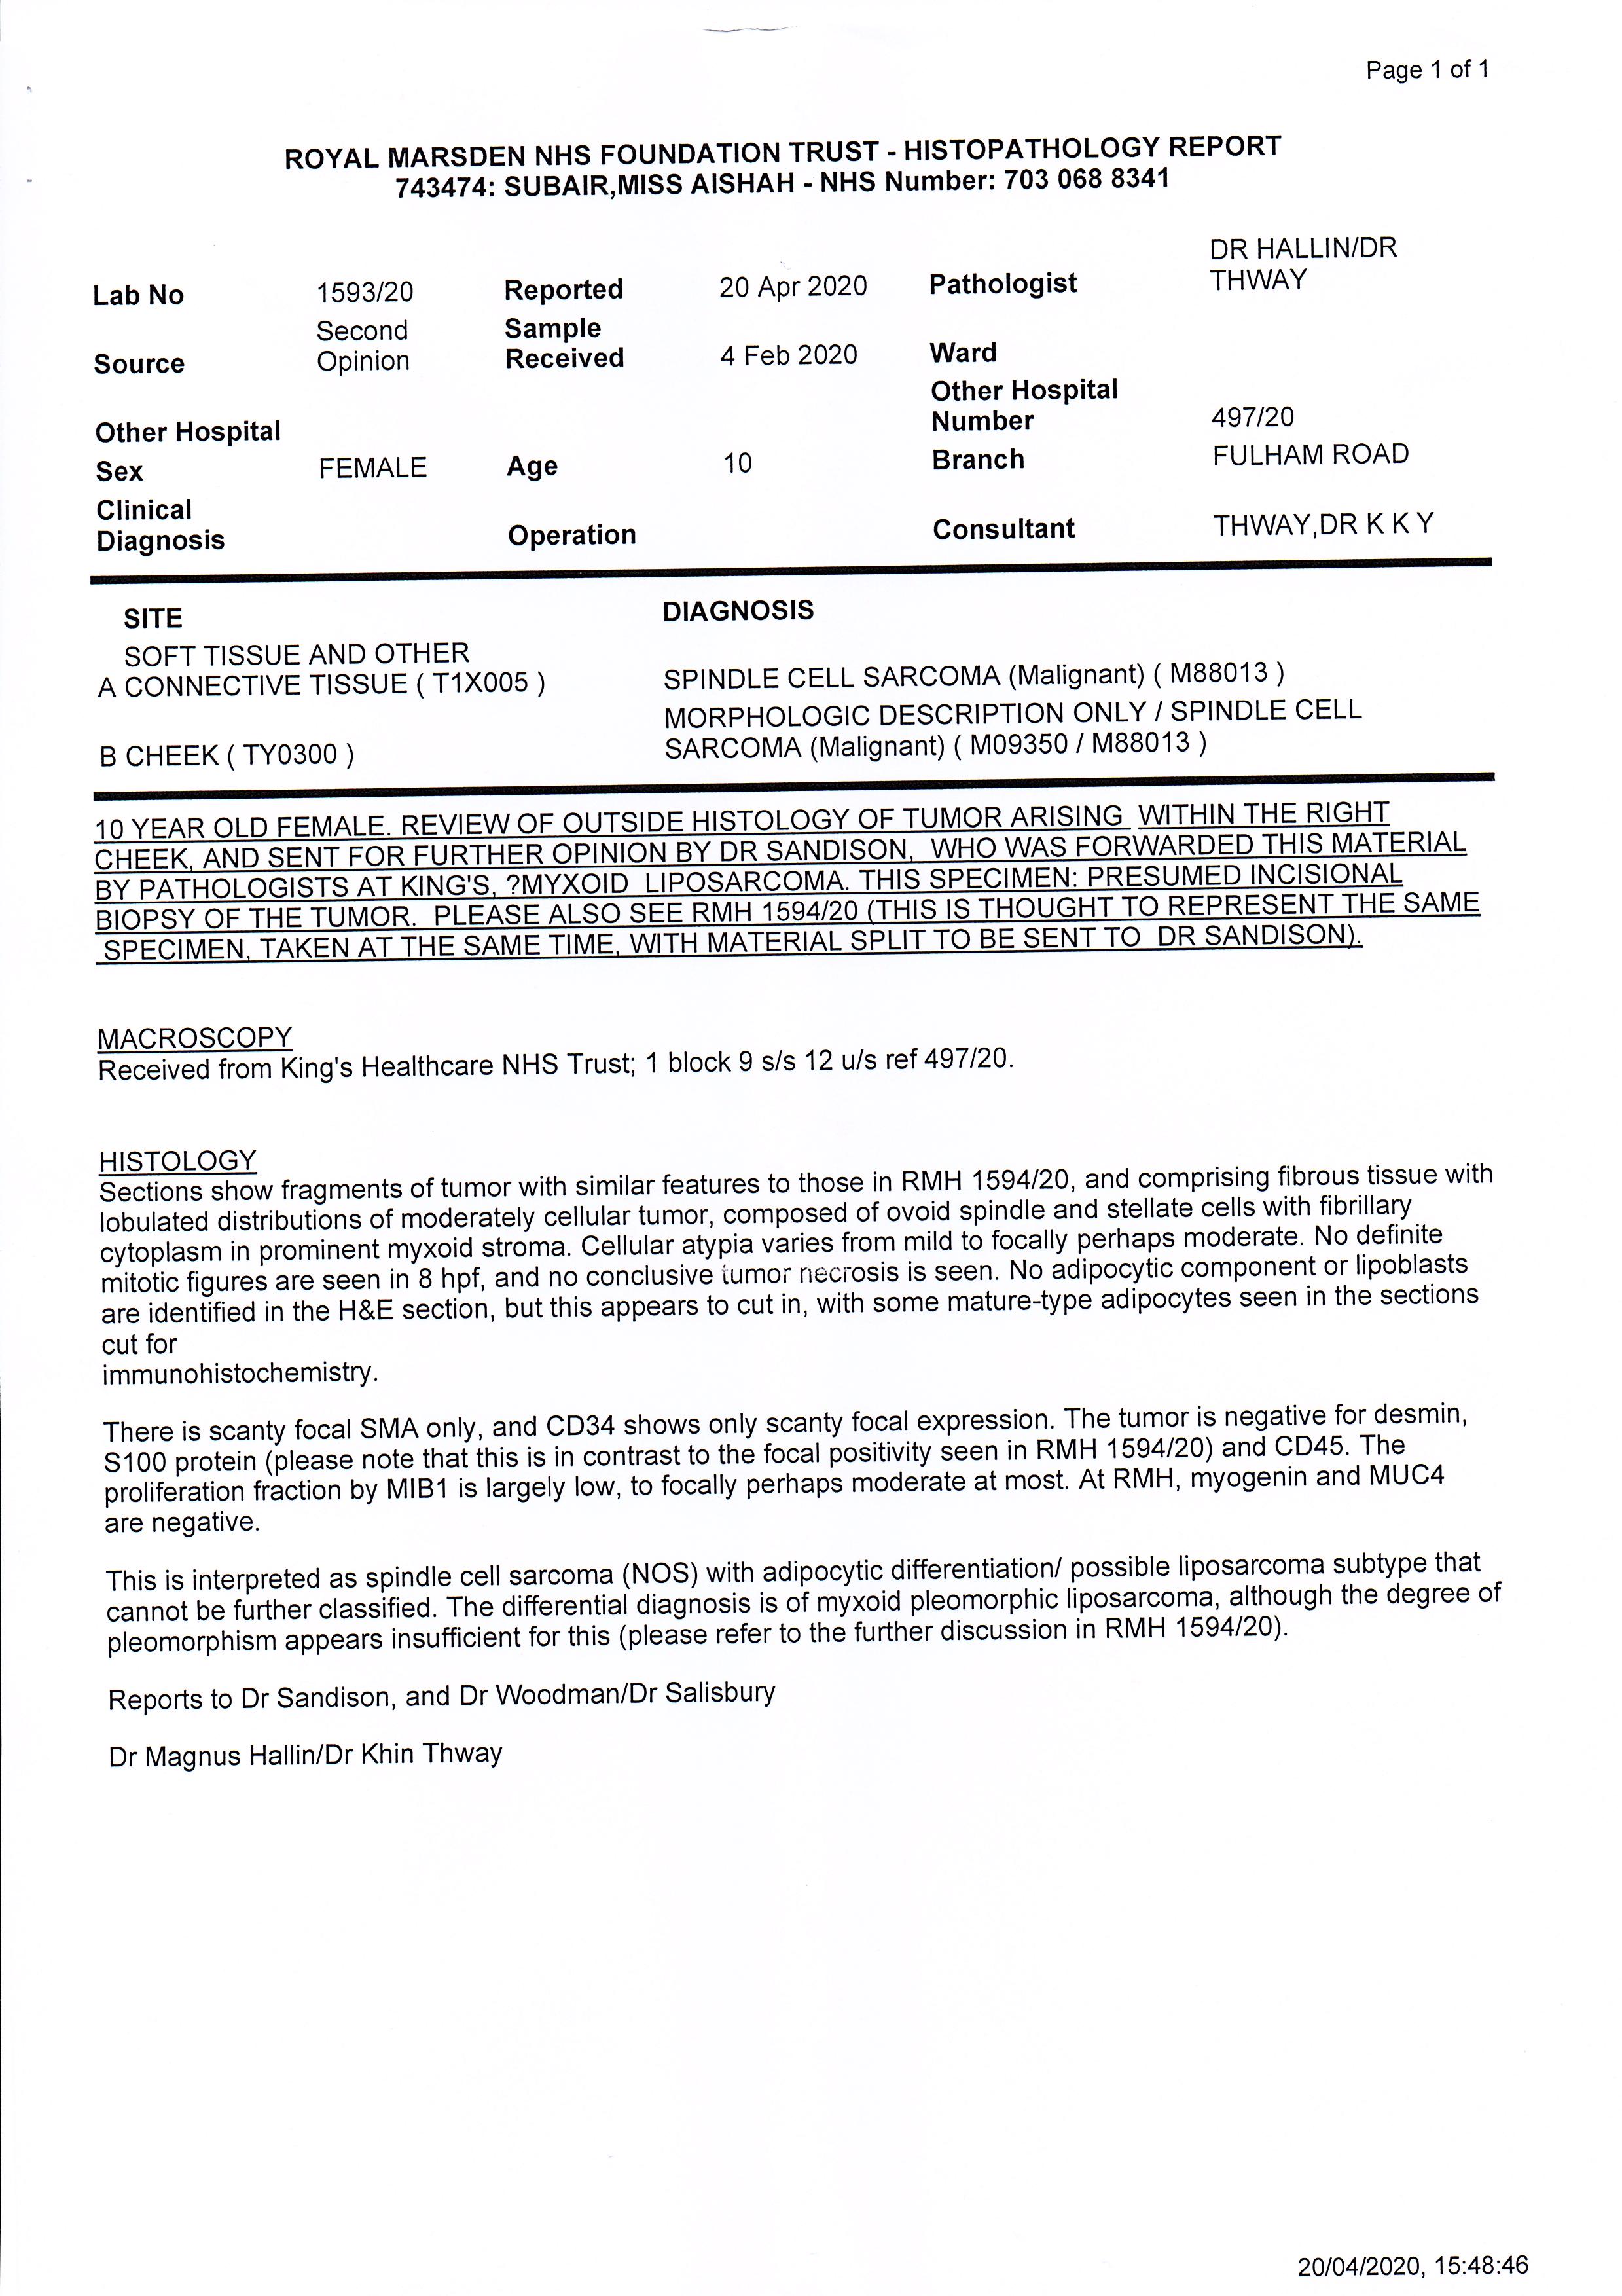 Page 1 of 1
ROYAL MARSDEN NHS FOUNDATION TRUST - HISTOPATHOLOGY REPORT
743474: SUBAIR,MISS AISHAH - NHS Number: 703 068 8341
Lab No 1593/20 Reported 20 Apr 2020 Pathologist DR HALLIN/DR THWAY
Source Second Opinion Sample Received 4 Feb 2020 Ward
Other Hospital Other Hospital Number 497/20
Sex FEMALE Age 10 Branch FULHAM ROAD
Clinical Diagnosis Operation Consultant THWAY,DR K K Y
SITE DIAGNOSIS
SOFT TISSUE AND OTHER
A CONNECTIVE TISSUE ( T1X005 ) SPINDLE CELL SARCOMA (Malignant) ( M88013 )
MORPHOLOGIC DESCRIPTION ONLY / SPINDLE CELL
B CHEEK ( TY0300 ) SARCOMA (Malignant) ( M09350 / M88013 )
10 YEAR OLD FEMALE. REVIEW OF OUTSIDE HISTOLOGY OF TUMOR ARISING WITHIN THE RIGHT
CHEEK, AND SENT FOR FURTHER OPINION BY DR SANDISON, WHO WAS FORWARDED THIS MATERIAL
BY PATHOLOGISTS AT KING'S, ?MYXOID LIPOSARCOMA. THIS SPECIMEN: PRESUMED INCISIONAL
BIOPSY OF THE TUMOR. PLEASE ALSO SEE RMH 1594/20 (THIS IS THOUGHT TO REPRESENT THE SAME
SPECIMEN, TAKEN AT THE SAME TIME, WITH MATERIAL SPLIT TO BE SENT TO DR SANDISON).
MACROSCOPY
Received from King's Healthcare NHS Trust; 1 block 9 s/s 12 u/s ref 497/20.
HISTOLOGY
Sections show fragments of tumor with similar features to those in RMH 1594/20, and comprising fibrous tissue with
lobulated distributions of moderately cellular tumor, composed of ovoid spindle and stellate cells with fibrillary
cytoplasm in prominent myxoid stroma. Cellular atypia varies from mild to focally perhaps moderate. No definite
mitotic figures are seen in 8 hpf, and no conclusive tumor necrosis is seen. No adipocytic component or lipoblasts
are identified in the H&E section, but this appears to cut in, with some mature-type adipocytes seen in the sections
cut for
immunohistochemistry.
There is scanty focal SMA only, and CD34 shows only scanty focal expression. The tumor is negative for desmin,
S100 protein (please note that this is in contrast to the focal positivity seen in RMH 1594/20) and CD45. The
proliferation fraction by MIB1 is largely low, to focally perhaps moderate at most. At RMH, myogenin and MUC4
are negative.
This is interpreted as spindle cell sarcoma (NOS) with adipocytic differentiation/ possible liposarcoma subtype that
cannot be further classified. The differential diagnosis is of myxoid pleomorphic liposarcoma, although the degree of
pleomorphism appears insufficient for this (please refer to the further discussion in RMH 1594/20).
Reports to Dr Sandison, and Dr Woodman/Dr Salisbury
Dr Magnus Hallin/Dr Khin Thway
20/04/2020, 15:48:46